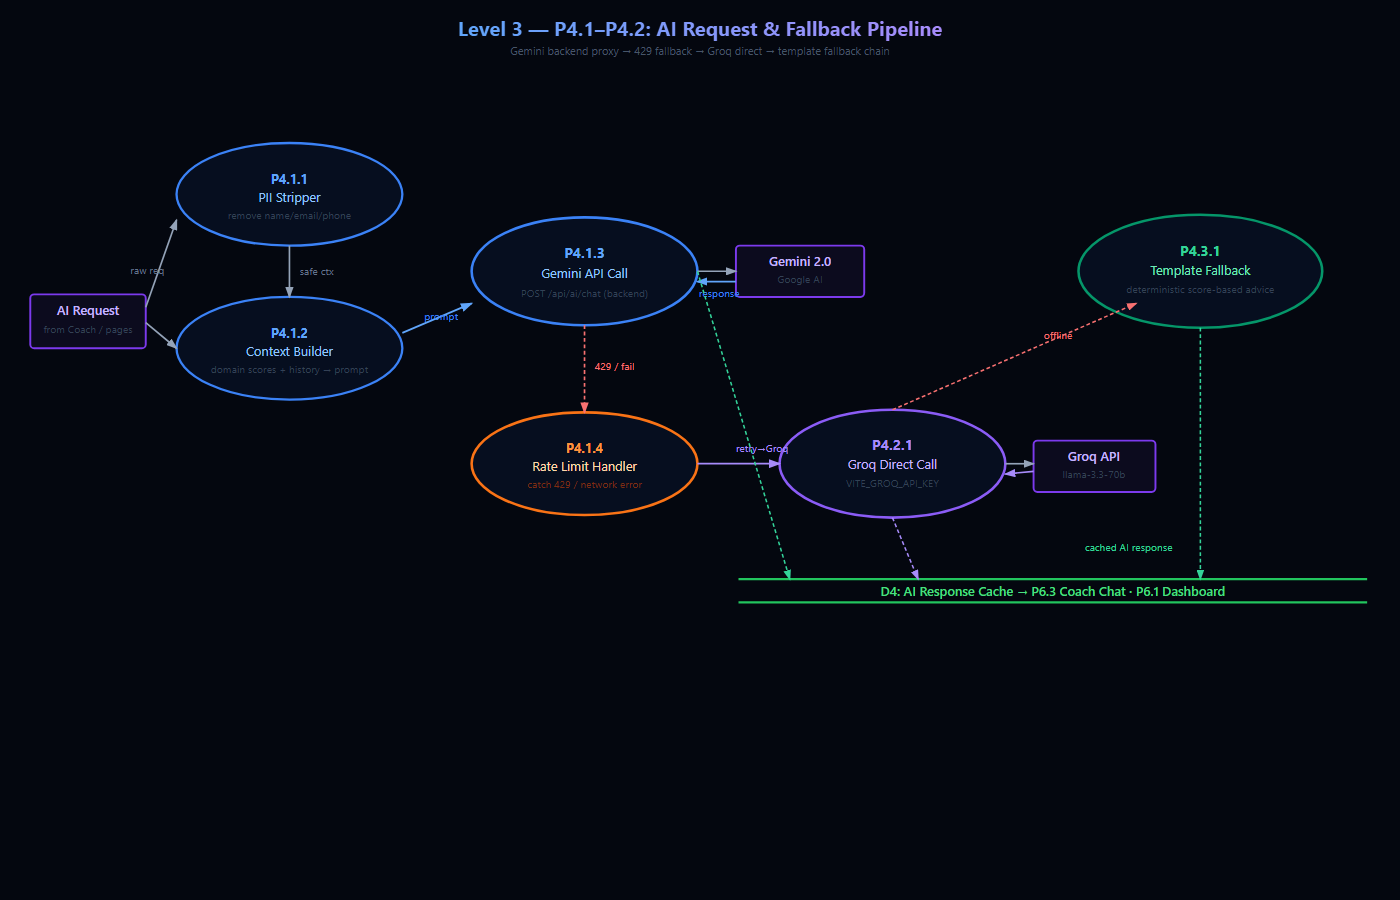 Level 3 — P4.1–P4.2: AI Request & Fallback Pipeline
Gemini backend proxy → 429 fallback → Groq direct → template fallback chain
P4.1.1
PII Stripper
remove name/email/phone
raw req
safe ctx
AI Request
from Coach / pages
P4.1.2
Context Builder
domain scores + history → prompt
prompt
P4.1.3
Gemini API Call
POST /api/ai/chat (backend)
response
Gemini 2.0
Google AI
429 / fail
P4.1.4
Rate Limit Handler
catch 429 / network error
retry→Groq
P4.2.1
Groq Direct Call
VITE_GROQ_API_KEY
Groq API
llama-3.3-70b
offline
P4.3.1
Template Fallback
deterministic score-based advice
cached AI response
D4: AI Response Cache → P6.3 Coach Chat · P6.1 Dashboard